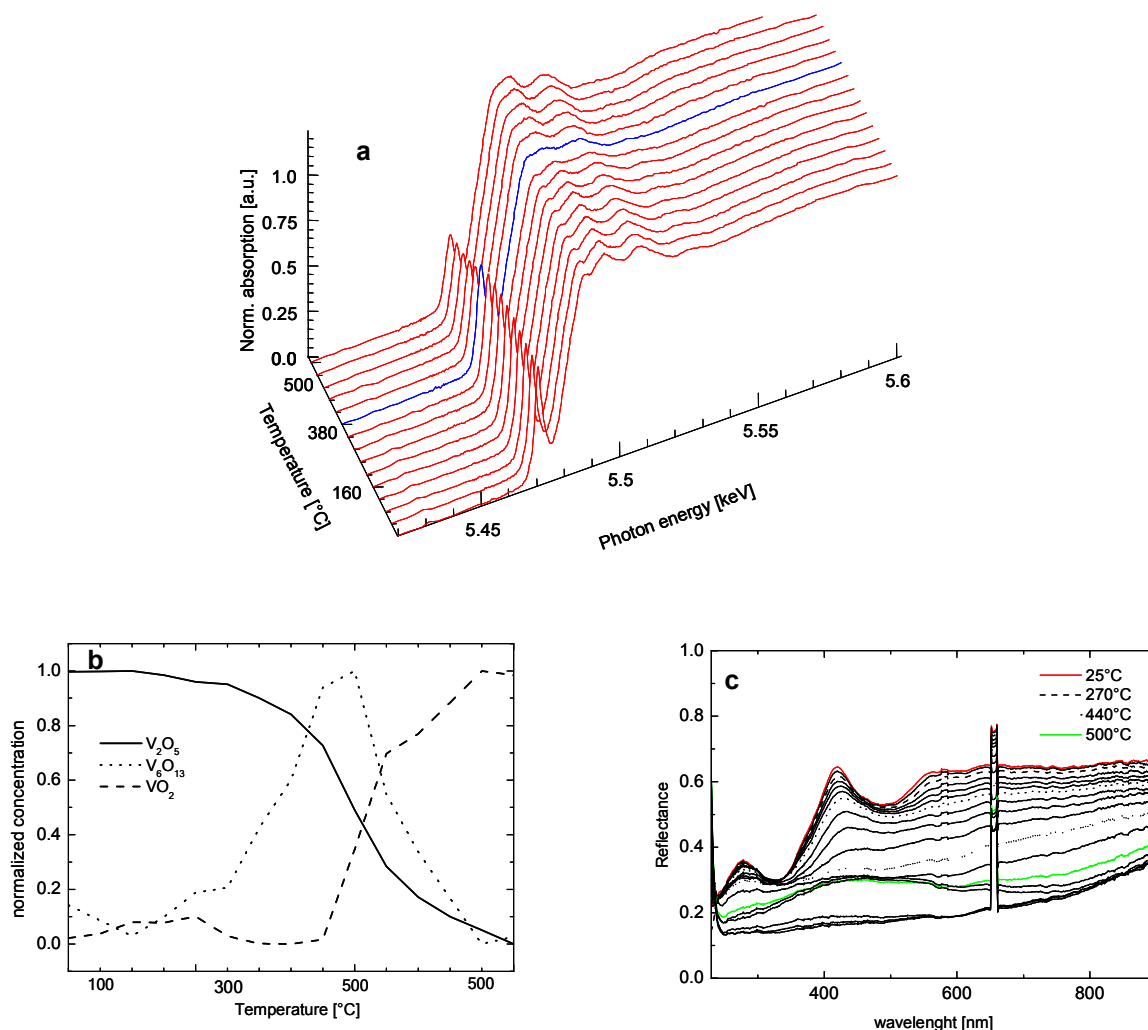 a
Norm. absorption [a.u.]
1.0
0.75
0.5
0.25
0.0
500
380
160
Temperature [°C]
5.45
5.5
5.55
5.6
Photon energy [keV]
b
normalized concentration
1.0
0.8
0.6
0.4
0.2
0.0
V₂O₅
V₆O₁₃
VO₂
100
300
500
500
Temperature [°C]
c
Reflectance
1.0
0.8
0.6
0.4
0.2
0.0
25°C
270°C
440°C
500°C
400
600
800
wavelenght [nm]